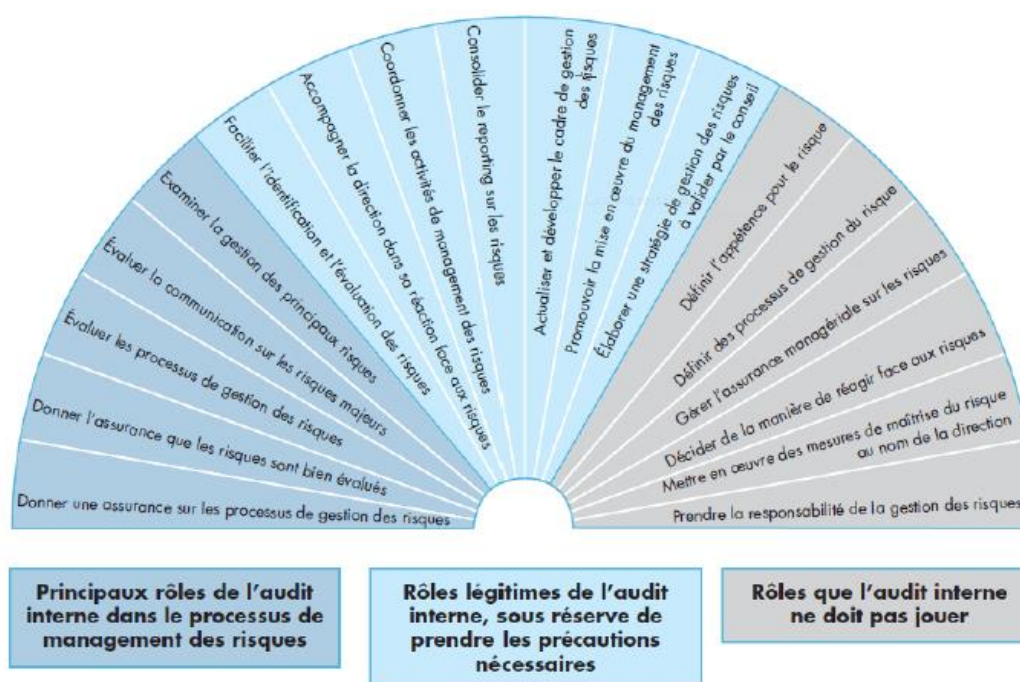 Donner une assurance sur les processus de gestion des risques
Donner l'assurance que les risques sont bien évalués
Évaluer les processus de gestion des risques
Évaluer la communication sur les risques majeurs
Examiner la gestion des principaux risques
Faciliter l'identification et l'évaluation des risques
Accompagner la direction dans sa réaction face aux risques
Coordonner les activités de management des risques
Consolider le reporting sur les risques
Actualiser et développer le cadre de gestion
des risques
Promouvoir la mise en œuvre du management
des risques
Élaborer une stratégie de gestion des risques
à valider par le conseil
Définir l'appétence pour le risque
Définir des processus de gestion du risque
Gérer l'assurance managériale sur les risques
Décider de la manière de réagir face aux risques
Mettre en œuvre des mesures de maîtrise du risque
au nom de la direction
Prendre la responsabilité de la gestion des risques
Principaux rôles de l'audit
interne dans le processus de
management des risques
Rôles légitimes de l'audit
interne, sous réserve de
prendre les précautions
nécessaires
Rôles que l'audit interne
ne doit pas jouer